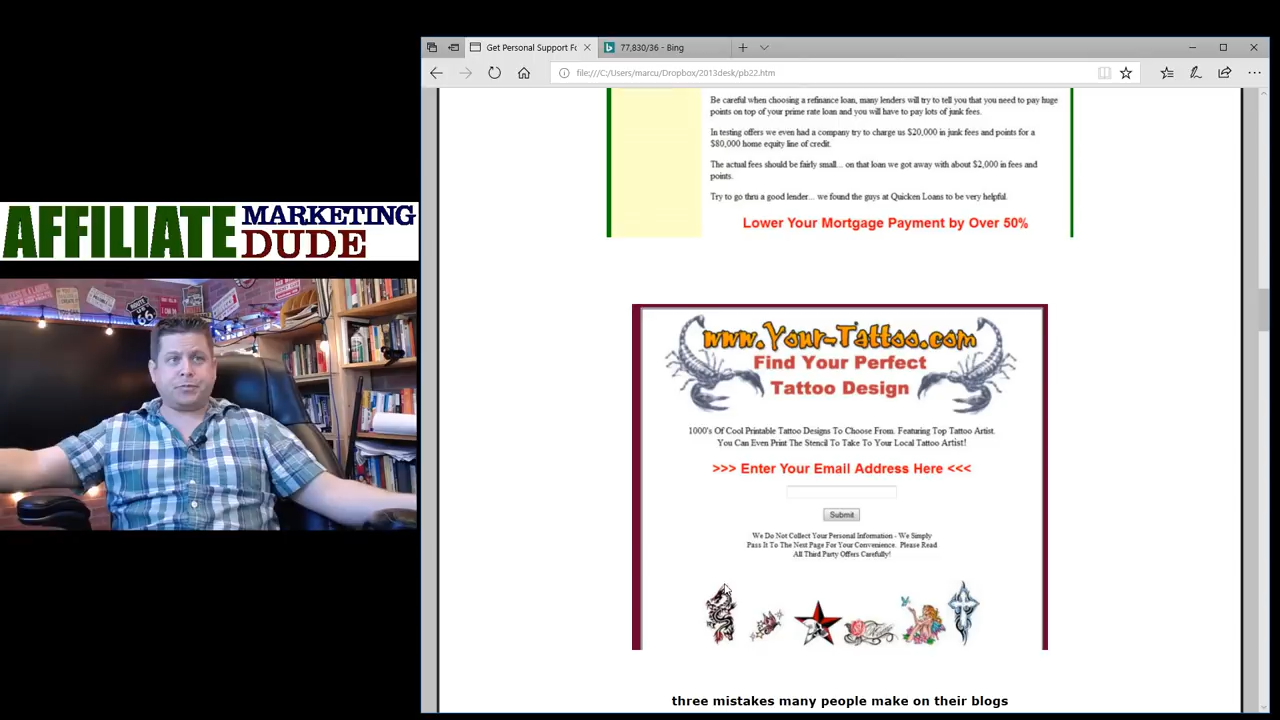 Get Personal Support Fo
77,830/36 - Bing
file:///C:/Users/marcu/Dropbox/2013desk/pb22.htm
AFFILIATE MARKETING DUDE
Be careful when choosing a refinance loan, many lenders will try to tell you that you need to pay huge
points on top of your prime rate loan and you will have to pay lots of junk fees.
In testing offers we even had a company try to charge us $20,000 in junk fees and points for a
$80,000 home equity line of credit.
The actual fees should be fairly small... on that loan we got away with about $2,000 in fees and
points.
Try to go thru a good lender... we found the guys at Quicken Loans to be very helpful.
Lower Your Mortgage Payment by Over 50%
www.Your-Tattoo.com
Find Your Perfect
Tattoo Design
1000's Of Cool Printable Tattoo Designs To Choose From. Featuring Top Tattoo Artist.
You Can Even Print The Stencil To Take To Your Local Tattoo Artist!
>>> Enter Your Email Address Here <<<
Submit
We Do Not Collect Your Personal Information - We Simply
Pass It To The Next Page For Your Convenience. Please Read
All Third Party Offers Carefully!
three mistakes many people make on their blogs
66